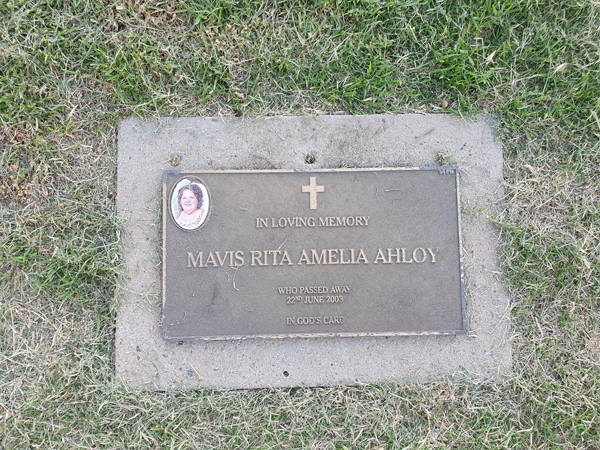 IN LOVING MEMORY
MAVIS RITA AMELIA AHLOY
WHO PASSED AWAY
22ND JUNE 2003
IN GOD'S CARE